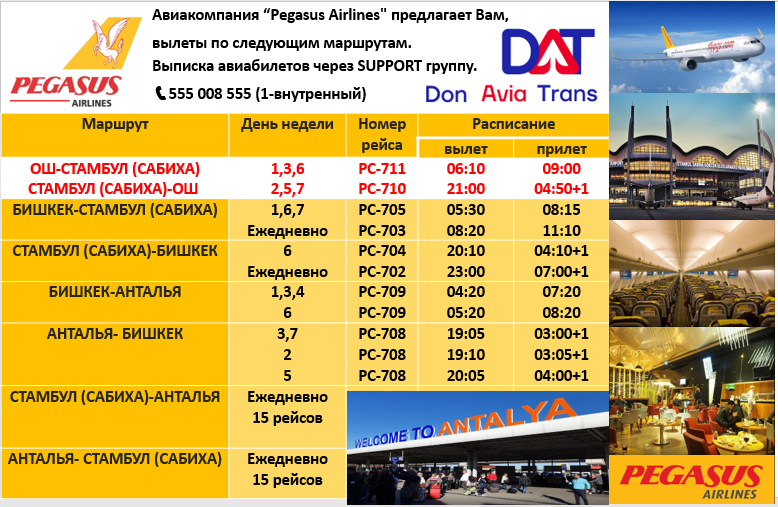 Авиакомпания “Pegasus Airlines" предлагает Вам,
вылеты по следующим маршрутам.
Выписка авиабилетов через SUPPORT группу.
555 008 555 (1-внутренный)
PEGASUS
AIRLINES
DAT
Don Avia Trans
Маршрут День недели Номер рейса Расписание
вылет прилет
ОШ-СТАМБУЛ (САБИХА) 1,3,6 PC-711 06:10 09:00
СТАМБУЛ (САБИХА)-ОШ 2,5,7 PC-710 21:00 04:50+1
БИШКЕК-СТАМБУЛ (САБИХА) 1,6,7 PC-705 05:30 08:15
Ежедневно PC-703 08:20 11:10
СТАМБУЛ (САБИХА)-БИШКЕК 6 PC-704 20:10 04:10+1
Ежедневно PC-702 23:00 07:00+1
БИШКЕК-АНТАЛЬЯ 1,3,4 PC-709 04:20 07:20
6 PC-709 05:20 08:20
АНТАЛЬЯ- БИШКЕК 3,7 PC-708 19:05 03:00+1
2 PC-708 19:10 03:05+1
5 PC-708 20:05 04:00+1
СТАМБУЛ (САБИХА)-АНТАЛЬЯ Ежедневно
15 рейсов
АНТАЛЬЯ- СТАМБУЛ (САБИХА) Ежедневно
15 рейсов
WELCOME TO ANTALYA
flypgs.com
PEGASUS
AIRLINES